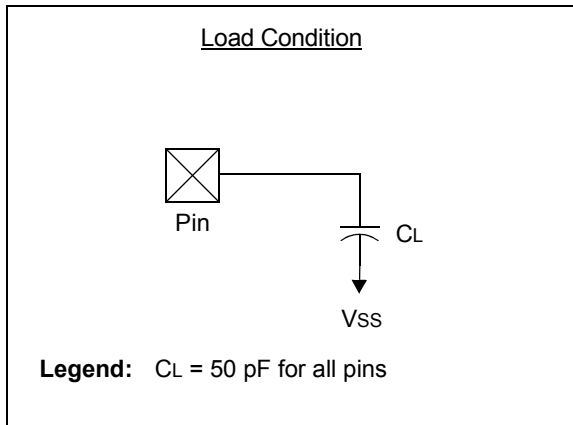 Load Condition
Pin
CL
VSS
Legend: CL = 50 pF for all pins